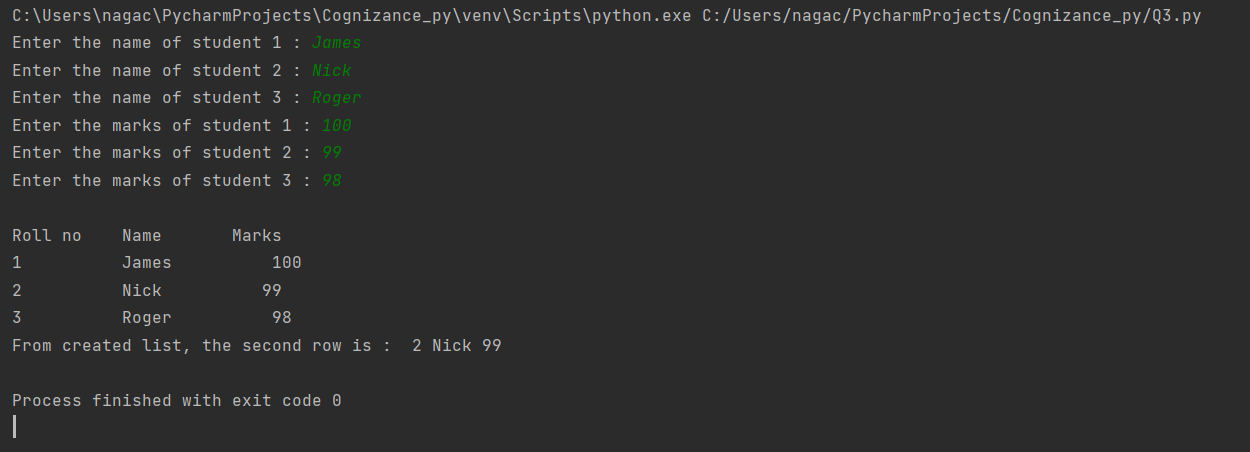 C:\Users\nagac\PycharmProjects\Cognizance_py\venv\Scripts\python.exe C:/Users/nagac/PycharmProjects/Cognizance_py/Q3.py
Enter the name of student 1 : James
Enter the name of student 2 : Nick
Enter the name of student 3 : Roger
Enter the marks of student 1 : 100
Enter the marks of student 2 : 99
Enter the marks of student 3 : 98

Roll no    Name       Marks
1          James          100
2          Nick          99
3          Roger          98
From created list, the second row is :  2 Nick 99

Process finished with exit code 0